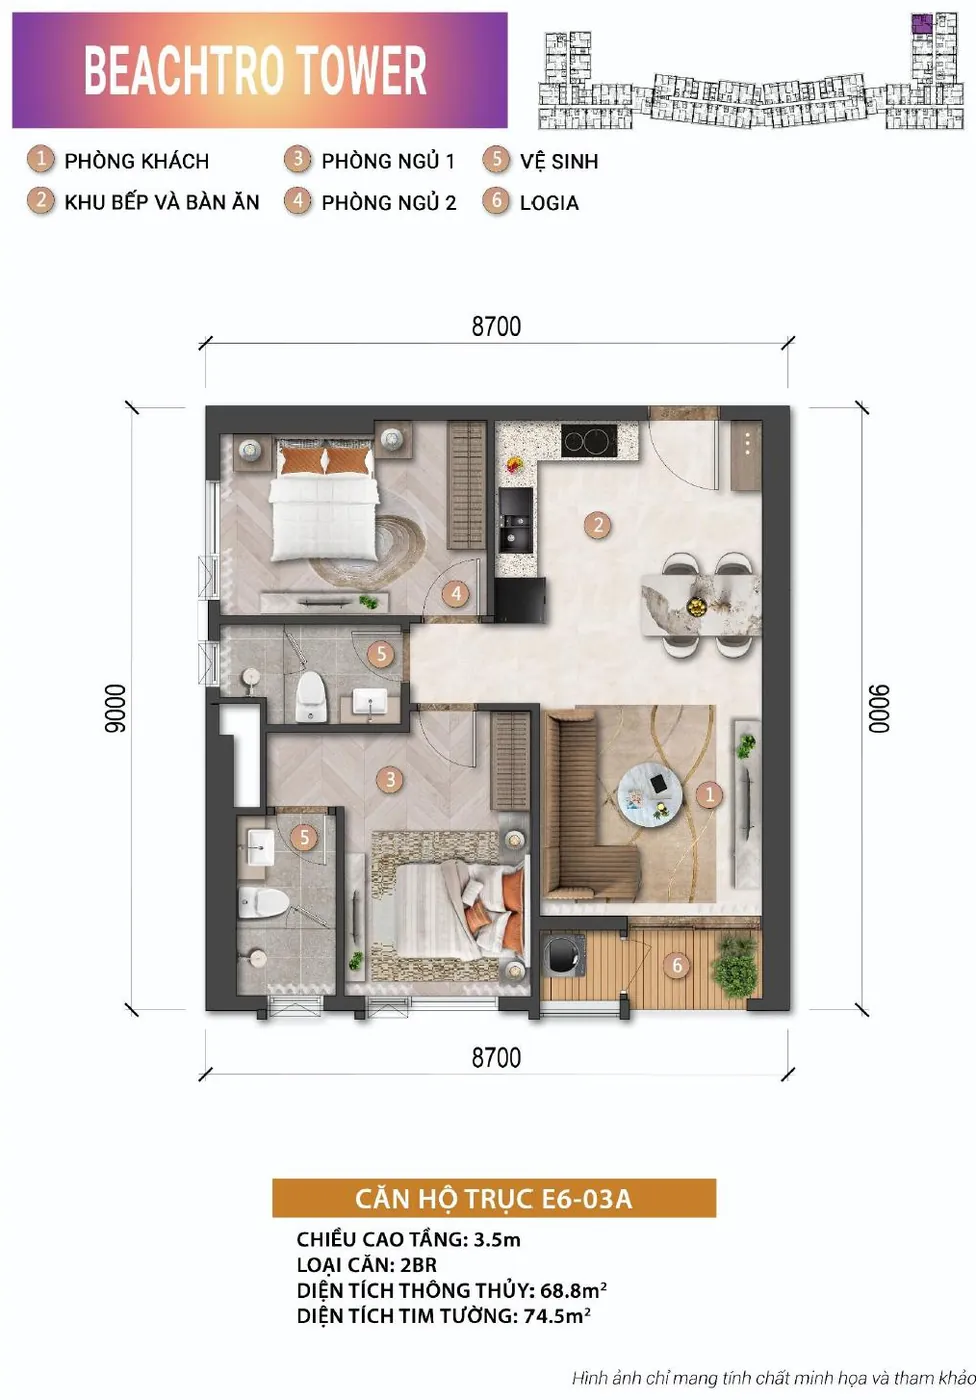 BEACHTRO TOWER
1 PHÒNG KHÁCH
3 PHÒNG NGỦ 1
5 VỆ SINH
2 KHU BẾP VÀ BÀN ĂN
4 PHÒNG NGỦ 2
6 LOGIA
8700
2
4
5
9000
9000
3
1
5
6
8700
CĂN HỘ TRỤC E6-03A
CHIỀU CAO TẦNG: 3.5m
LOẠI CĂN: 2BR
DIỆN TÍCH THÔNG THỦY: 68.8m²
DIỆN TÍCH TIM TƯỜNG: 74.5m²
Hình ảnh chỉ mang tính chất minh họa và tham khảo